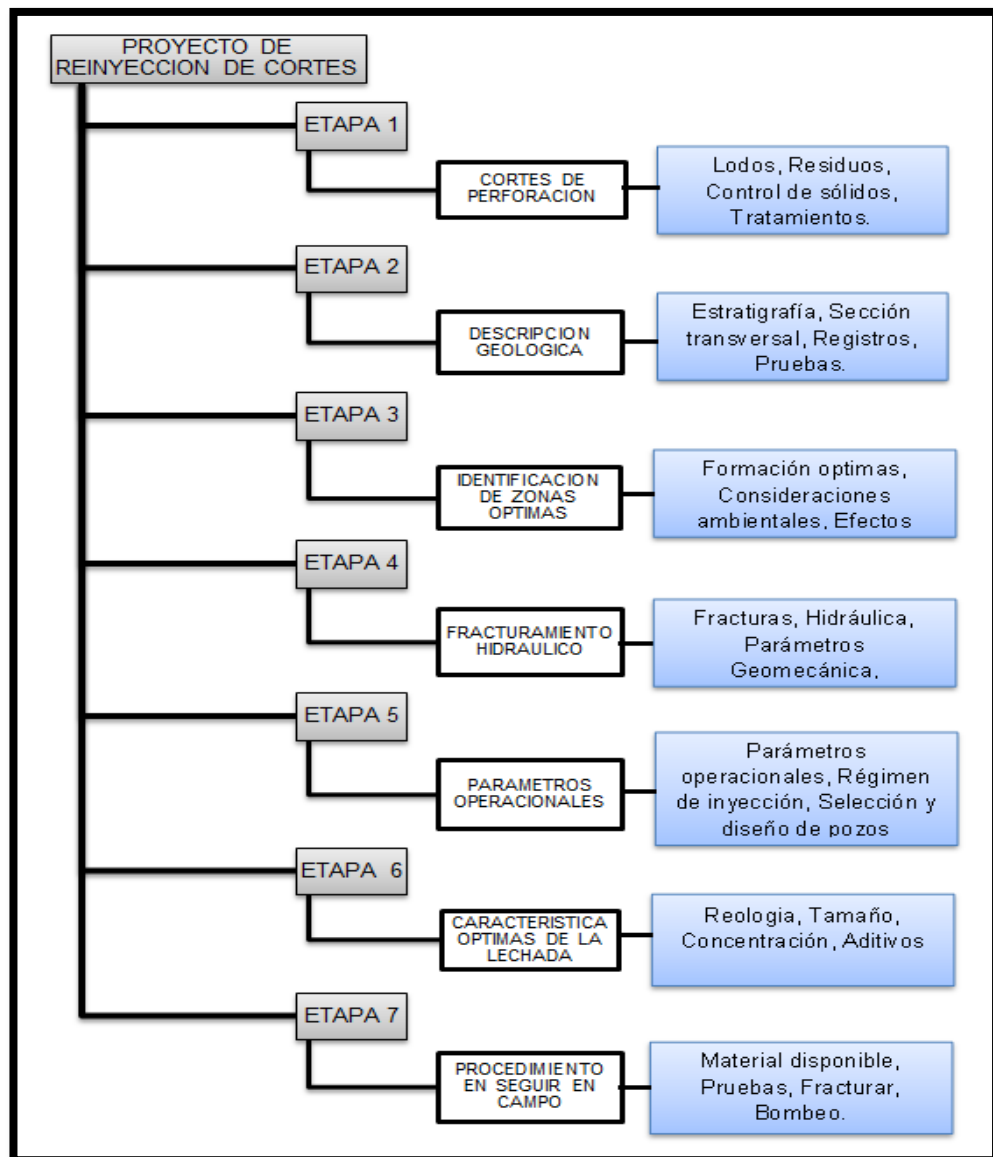 PROYECTO DE
REINYECCION DE CORTES
ETAPA 1
CORTES DE
PERFORACION
Lodos, Residuos,
Control de sólidos,
Tratamientos.
ETAPA 2
DESCRIPCION
GEOLOGICA
Estratigrafía, Sección
transversal, Registros,
Pruebas.
ETAPA 3
IDENTIFICACION
DE ZONAS
OPTIMAS
Formación optimas,
Consideraciones
ambientales, Efectos
ETAPA 4
FRACTURAMIENTO
HIDRAULICO
Fracturas, Hidráulica,
Parámetros
Geomecánica,
ETAPA 5
PARAMETROS
OPERACIONALES
Parámetros
operacionales, Régimen
de inyección, Selección y
diseño de pozos
ETAPA 6
CARACTERISTICA
OPTIMAS DE LA
LECHADA
Reologia, Tamaño,
Concentración, Aditivos
ETAPA 7
PROCEDIMIENTO
EN SEGUIR EN
CAMPO
Material disponible,
Pruebas, Fracturar,
Bombeo.